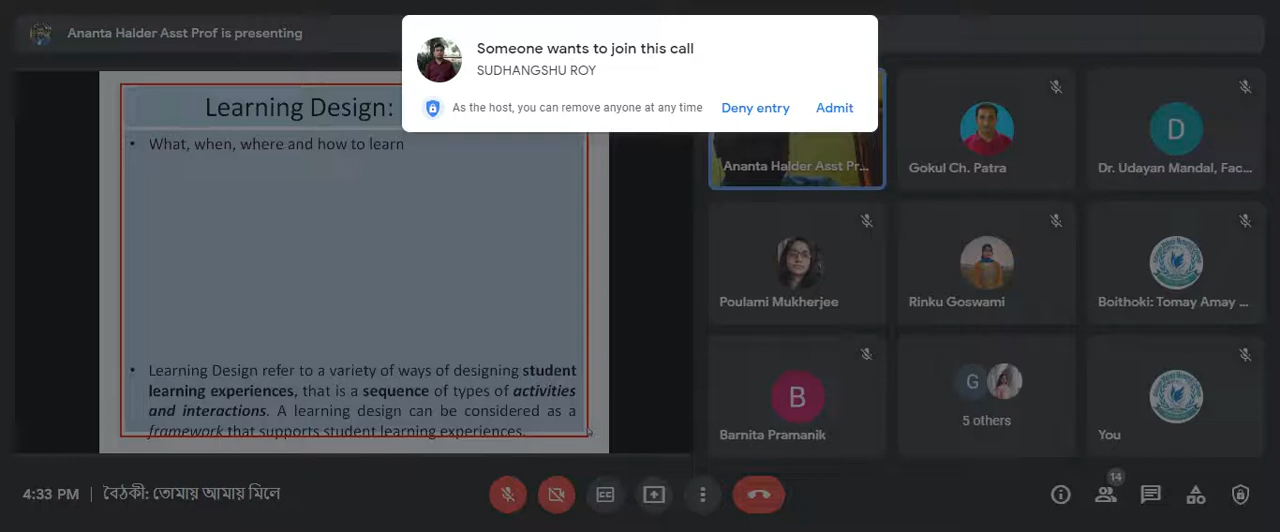 Ananta Halder Asst Prof is presenting
Someone wants to join this call
SUDHANGSHU ROY
As the host, you can remove anyone at any time
Deny entry
Admit
Learning Design:
• What, when, where and how to learn
• Learning Design refer to a variety of ways of designing student
learning experiences, that is a sequence of types of activities
and interactions. A learning design can be considered as a
framework that supports student learning experiences.
Ananta Halder Asst Pr...
Gokul Ch. Patra
D
Dr. Udayan Mandal, Fac...
Poulami Mukherjee
Rinku Goswami
Boithoki: Tomay Amay ...
B
Barnita Pramanik
G
5 others
You
4:33 PM | বৈঠকী: তোমায় আমায় মিলে
14